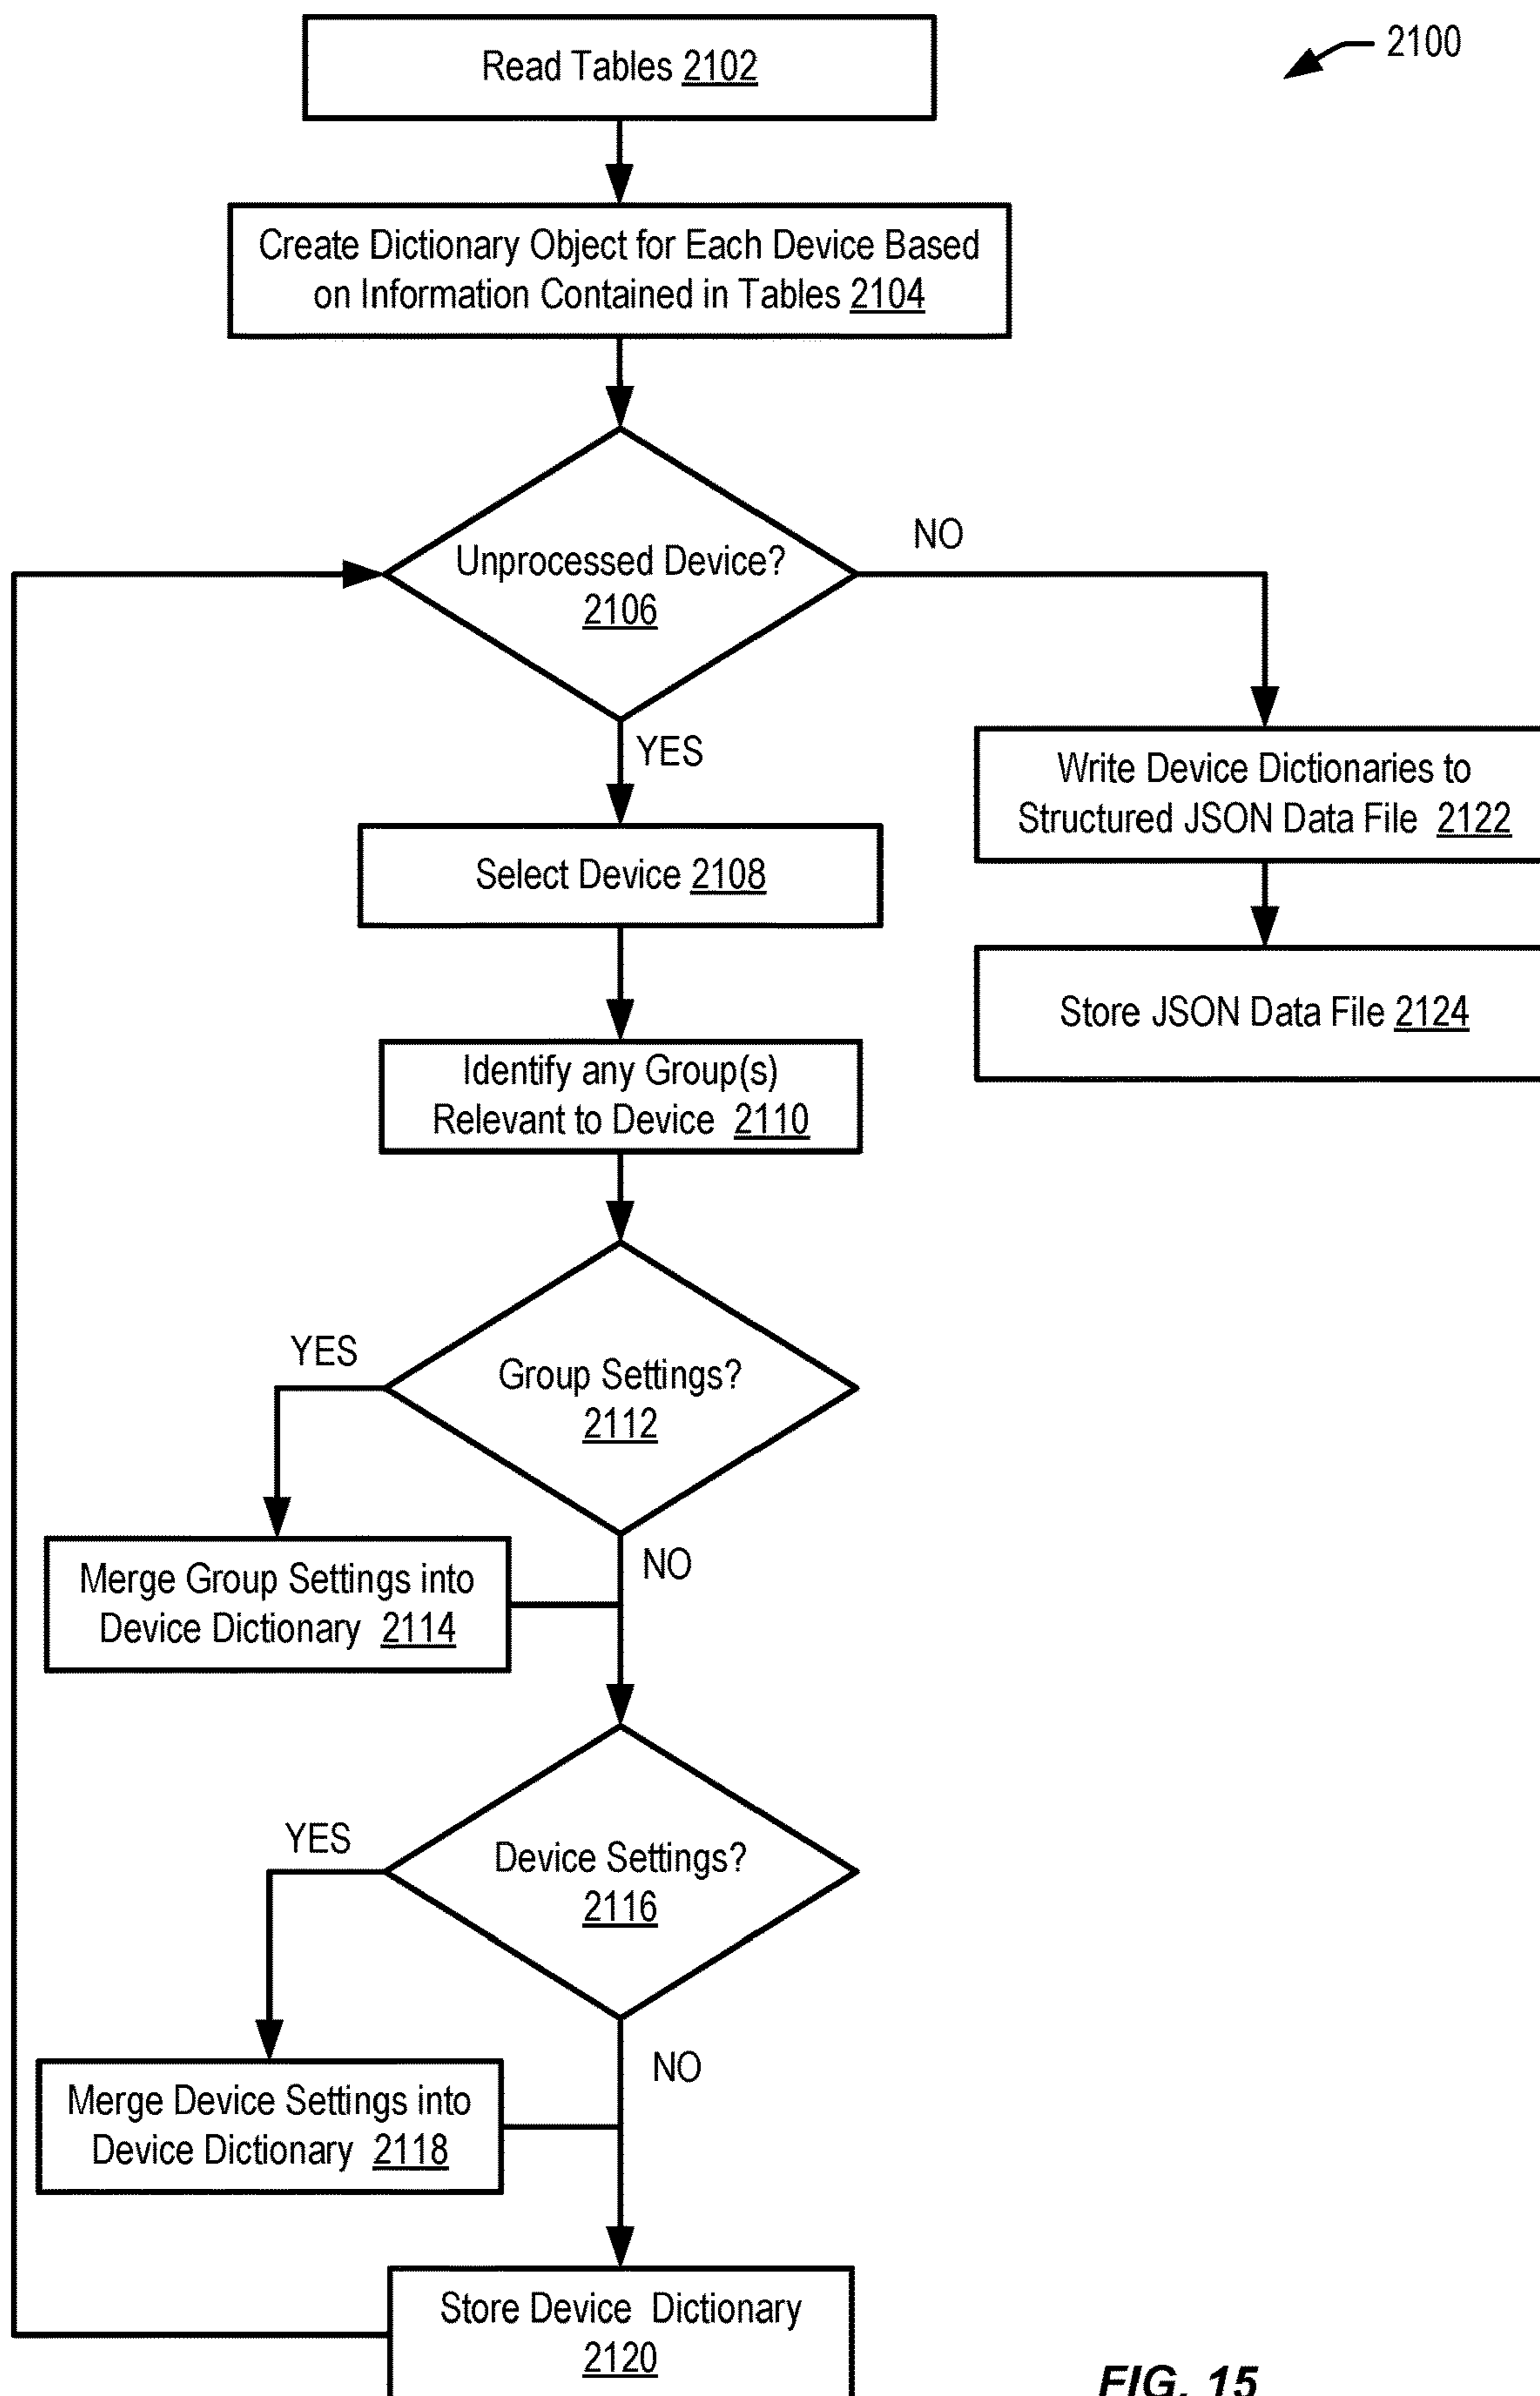 2100
Read Tables 2102
Create Dictionary Object for Each Device Based
on Information Contained in Tables 2104
Unprocessed Device?
2106
NO
YES
Write Device Dictionaries to
Structured JSON Data File 2122
Select Device 2108
Store JSON Data File 2124
Identify any Group(s)
Relevant to Device 2110
Group Settings?
2112
YES
NO
Merge Group Settings into
Device Dictionary 2114
Device Settings?
2116
YES
NO
Merge Device Settings into
Device Dictionary 2118
Store Device Dictionary
2120
FIG. 15